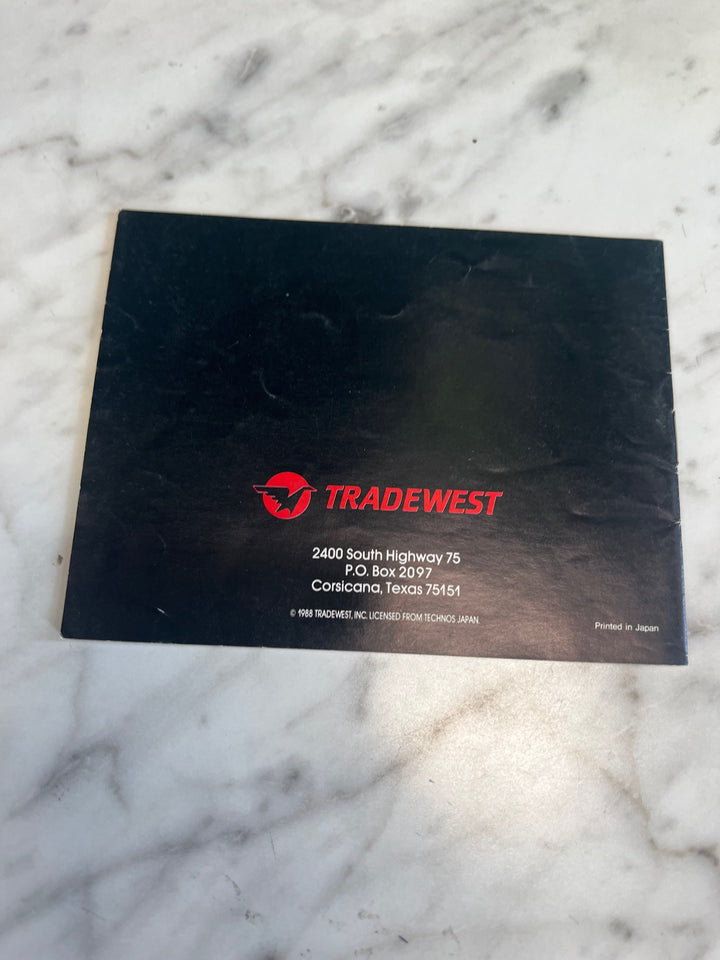 TRADEWEST
2400 South Highway 75
P.O. Box 2097
Corsicana, Texas 75151
© 1988 TRADEWEST, INC. LICENSED FROM TECHNOS JAPAN.
Printed in Japan